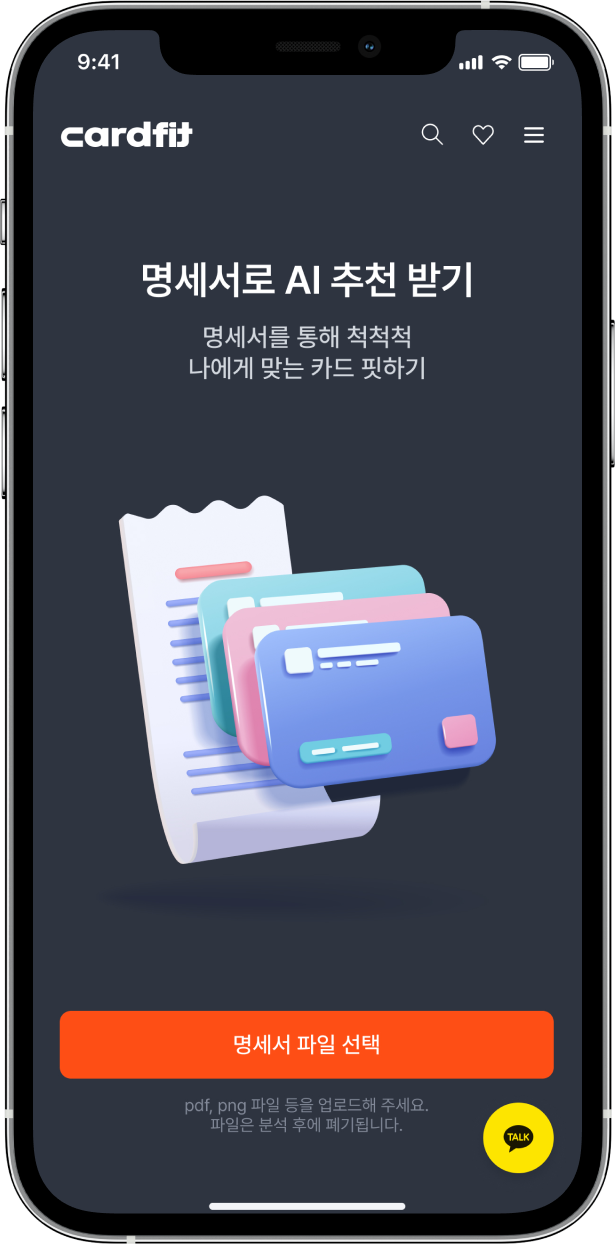 9:41
cardfit
명세서로 AI 추천 받기
명세서를 통해 척척척
나에게 맞는 카드 핏하기
명세서 파일 선택
pdf, png 파일 등을 업로드해 주세요.
파일은 분석 후에 폐기됩니다.
TALK